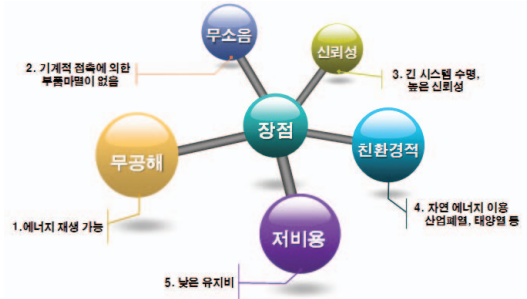 무소음
신뢰성
2. 기계적 접촉에 의한
부품마멸이 없음
3. 긴 시스템 수명,
높은 신뢰성
장점
무공해
친환경적
4. 자연 에너지 이용
산업폐열, 태양열 등
1.에너지 재생 가능
저비용
5. 낮은 유지비